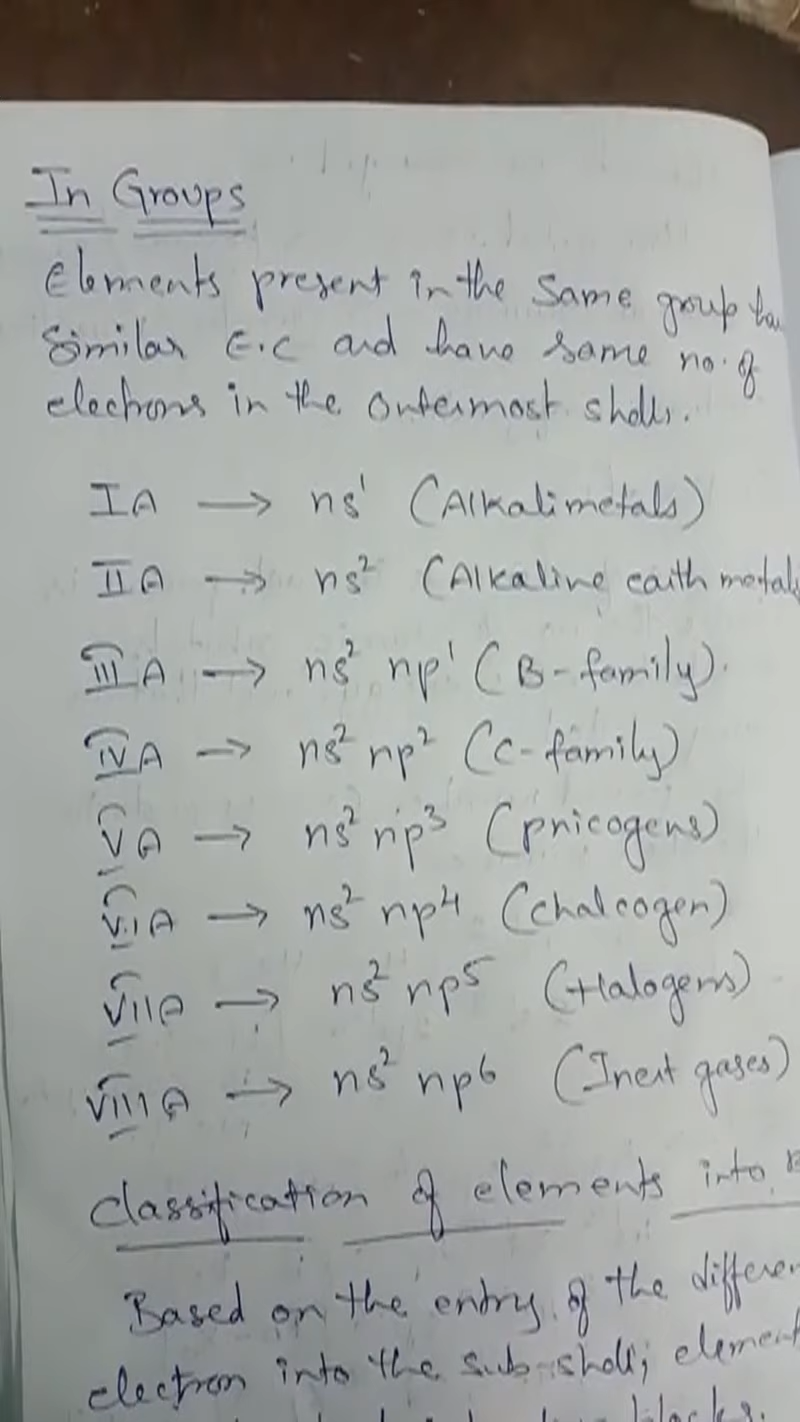 In Groups
Elements present in the same group ha
Similar E.C and have same no. of
electrons in the outermost shells.
IA → ns¹ (Alkalimetals)
IIA → ns² (Alkaline earth metals
IIIA → ns² np¹ (B-family).
IVA → ns² np² (C-family)
VA → ns² np³ (pnicogens)
VIA → ns² np⁴ (chalcogen)
VIIA → ns² np⁵ (Halogens)
VIIIA → ns² np⁶ (Inert gases)
Classification of elements into B
Based on the entry of the differen
electron into the sub-shell; element
blocks.